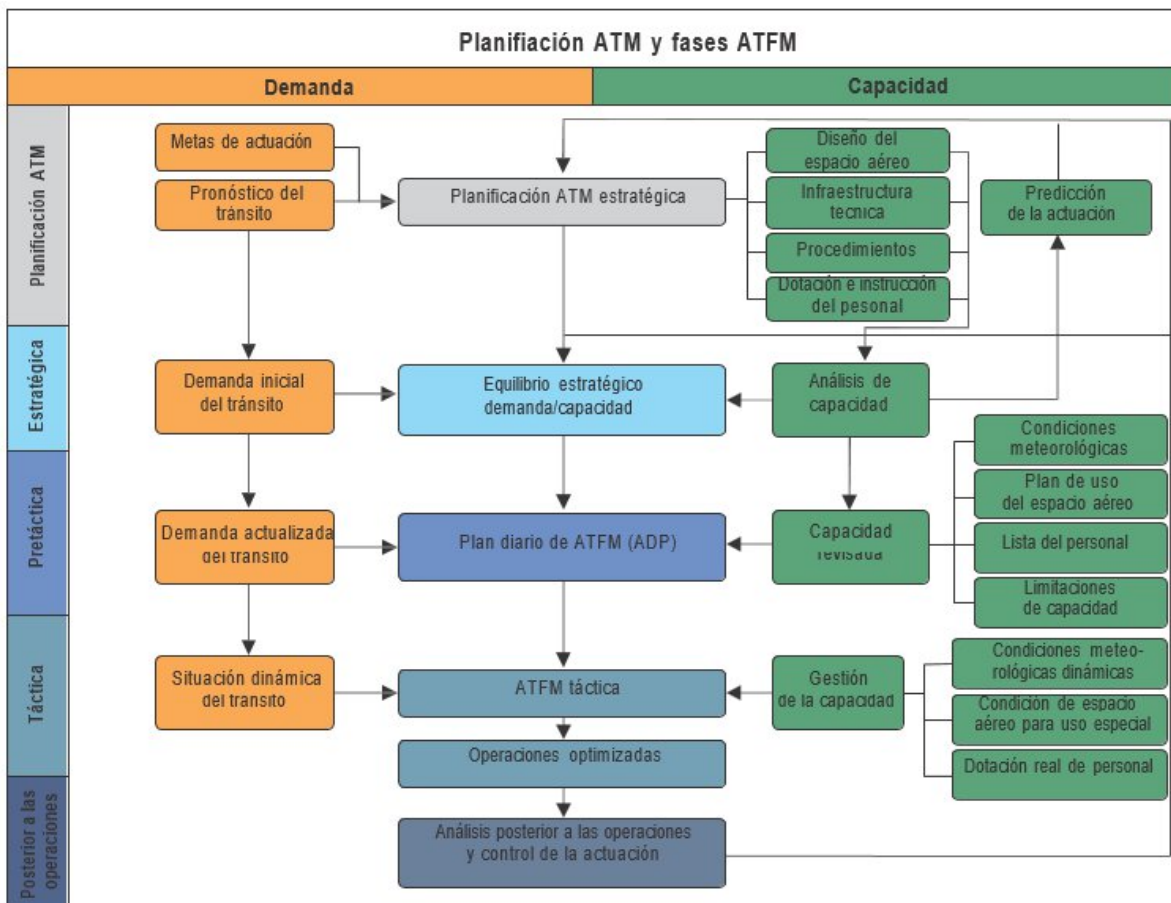 Planifiación ATM y fases ATFM
Demanda
Capacidad
Planificación ATM
Metas de actuación
Pronóstico del
tránsito
Planificación ATM estratégica
Diseño del
espacio aéreo
Infraestructura
tecnica
Procedimientos
Dotación e instrucción
del pesonal
Predicción
de la actuación
Estratégica
Demanda inicial
del tránsito
Equilibrio estratégico
demanda/capacidad
Análisis de
capacidad
Pretáctica
Demanda actualizada
del transito
Plan diario de ATFM (ADP)
Capacidad
revisada
Condiciones
meteorológicas
Plan de uso
del espacio aéreo
Lista del personal
Limitaciones
de capacidad
Táctica
Situación dinámica
del transito
ATFM táctica
Gestión
de la capacidad
Condiciones meteo-
rológicas dinámicas
Condición de espacio
aéreo para uso especial
Dotación real de personal
Operaciones optimizadas
Posterior a las
operaciones
Análisis posterior a las operaciones
y control de la actuación